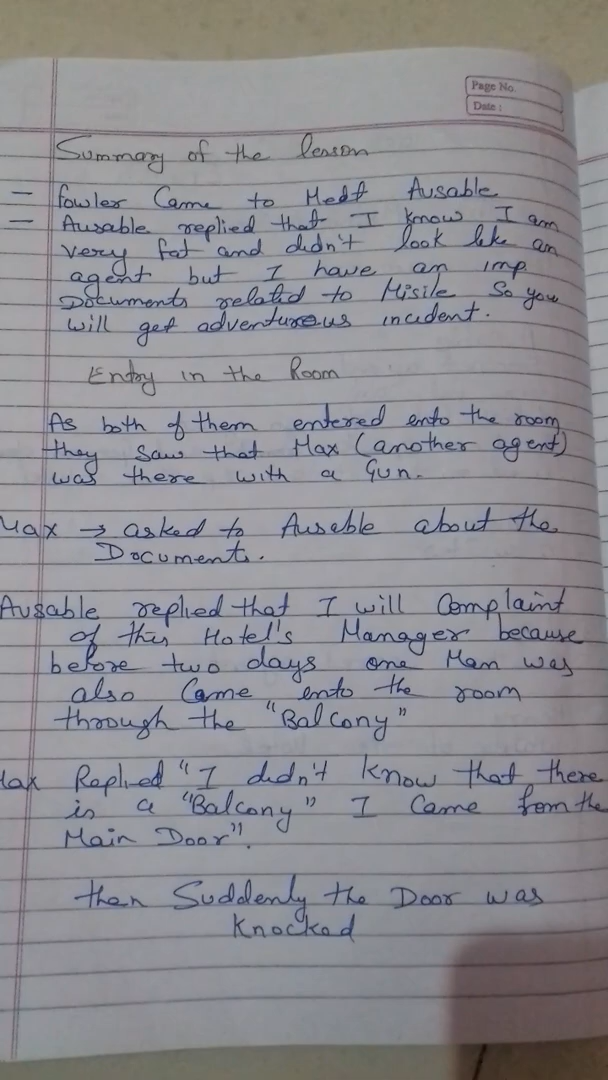 Page No.
Date :
Summary of the lesson
— fowler Came to Meet Ausable
— Ausable replied that I know I am
very fat and didn't look like an
agent but I have an imp
Documents related to Misile So you
will get adventureous incident.
Entry in the Room
As both of them entered ento the room
they saw that Max (another agent)
was there with a Gun.
Max → asked to Ausable about the
Documents.
Ausable replied that I will Complaint
of this Hotel's Manager because
before two days one Man was
also Came ento the room
through the "Balcony"
Max Replied "I didn't know that there
is a "Balcony" I Came from the
Main Door".
then Suddenly the Door was
Knocked